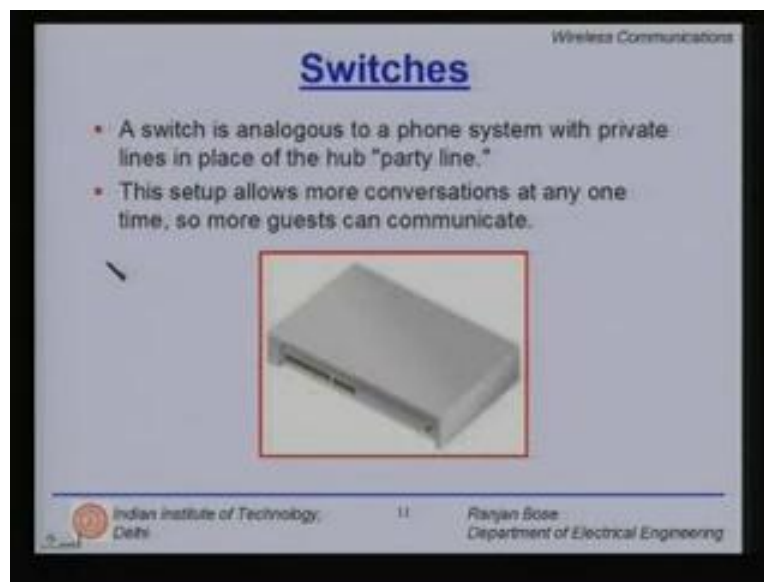 Wireless Communications
Switches
A switch is analogous to a phone system with private
lines in place of the hub "party line."
This setup allows more conversations at any one
time, so more guests can communicate.
Indian Institute of Technology,
Delhi
11
Ranjan Bose
Department of Electrical Engineering